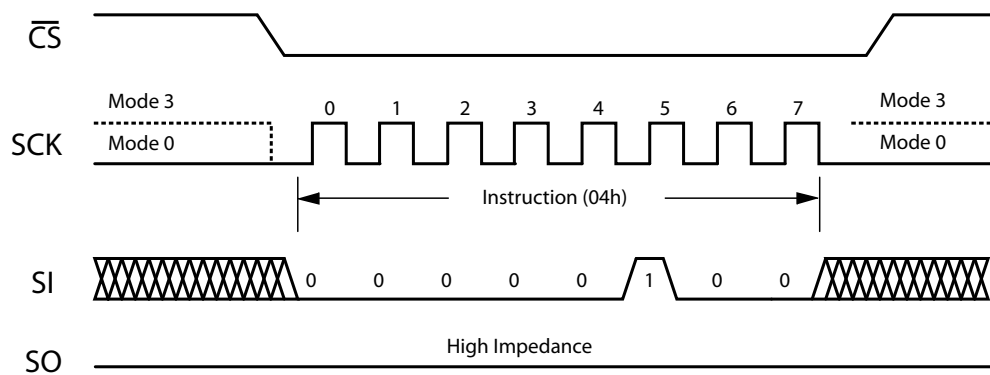 C̅S̅
Mode 3 0 1 2 3 4 5 6 7 Mode 3
SCK Mode 0 Mode 0
Instruction (04h)
SI 0 0 0 0 0 1 0 0
High Impedance
SO